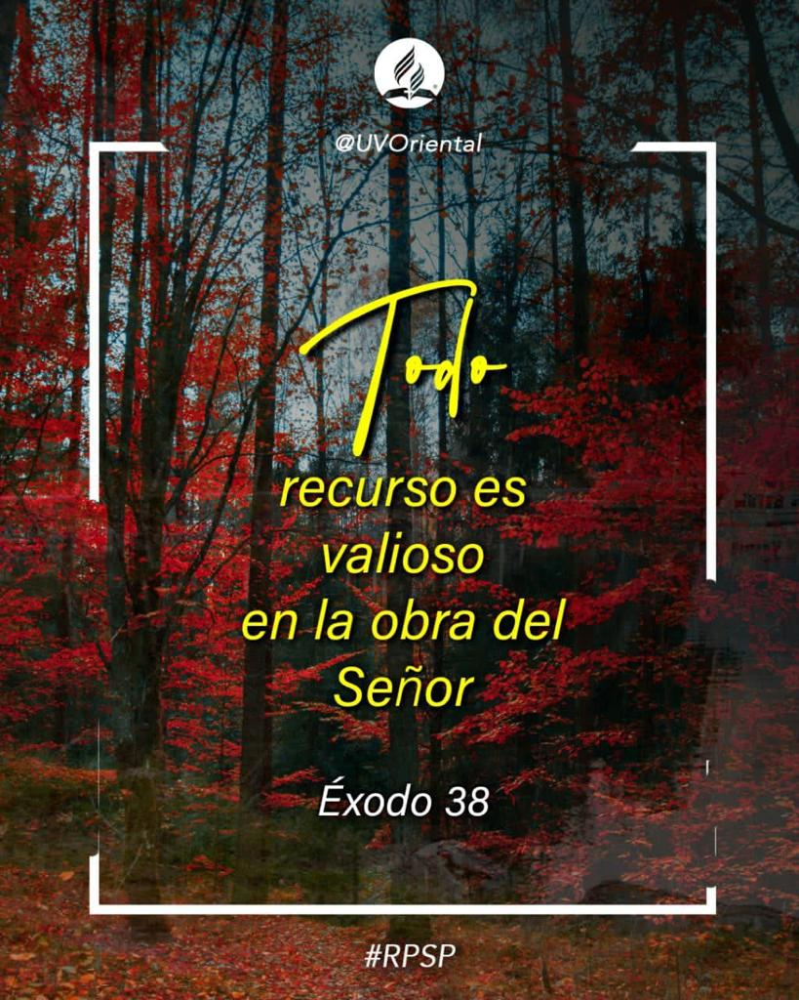 @UVOriental
Todo
recurso es
valioso
en la obra del
Señor
Éxodo 38
#RPSP